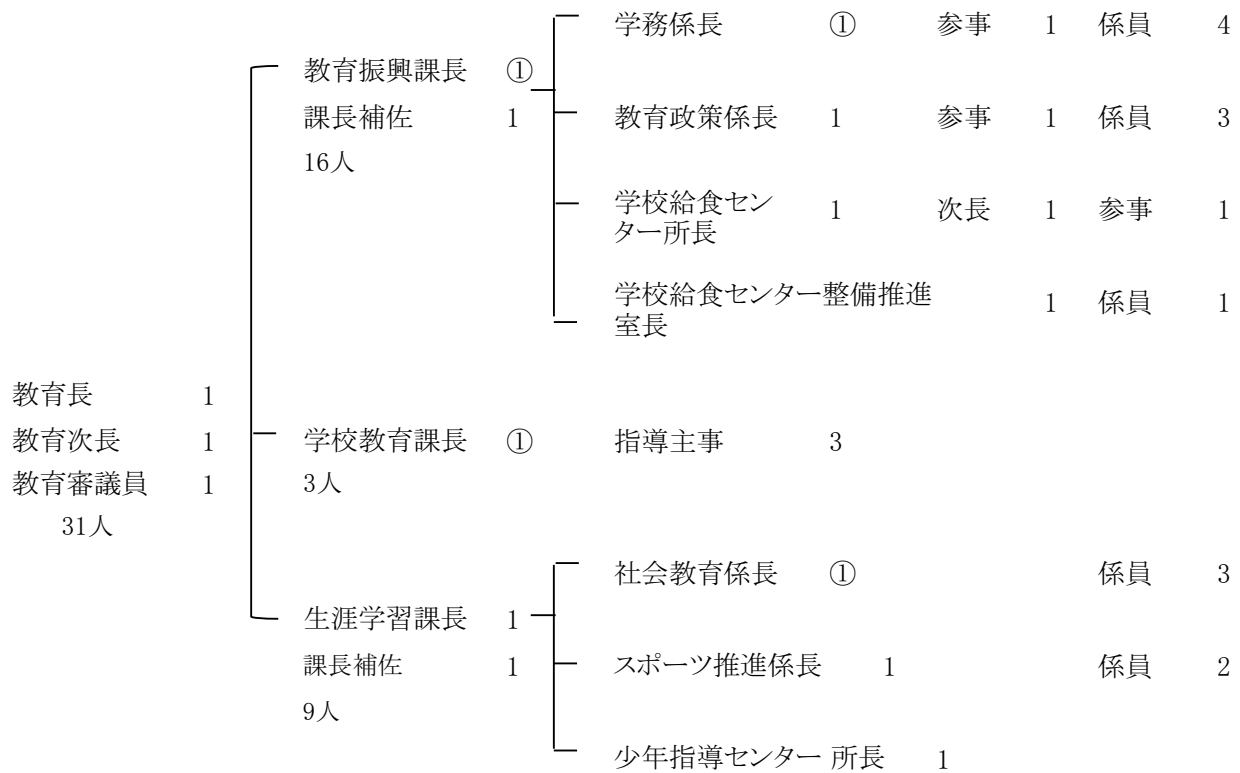 学務係長 ① 参事 1 係員 4
教育振興課長 ①
課長補佐 1 教育政策係長 1 参事 1 係員 3
16人
学校給食セン
ター所長 1 次長 1 参事 1
学校給食センター整備推進
室長 1 係員 1
教育長 1
教育次長 1 学校教育課長 ① 指導主事 3
教育審議員 1 3人
31人
社会教育係長 ① 係員 3
生涯学習課長 1
課長補佐 1 スポーツ推進係長 1 係員 2
9人
少年指導センター 所長 1